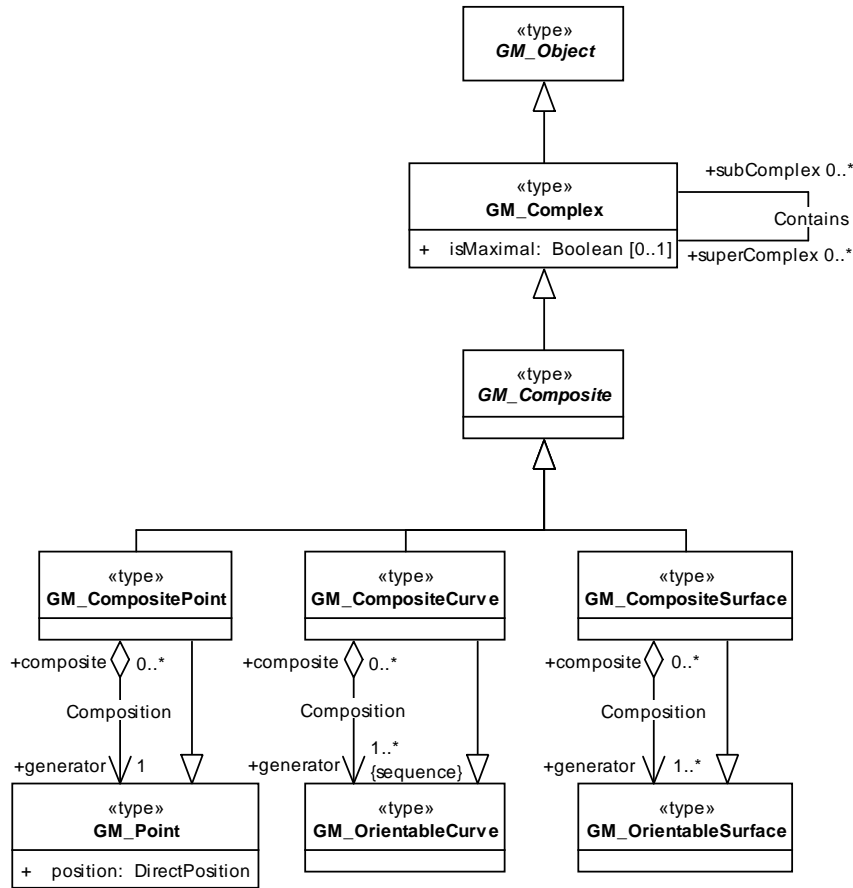 «type»
GM_Object
«type»
GM_Complex
+ isMaximal: Boolean [0..1]
+subComplex 0..*
Contains
+superComplex 0..*
«type»
GM_Composite
«type»
GM_CompositePoint
«type»
GM_CompositeCurve
«type»
GM_CompositeSurface
+composite 0..*
+composite 0..*
+composite 0..*
Composition
Composition
Composition
+generator 1
+generator 1..*
{sequence}
+generator 1..*
«type»
GM_Point
+ position: DirectPosition
«type»
GM_OrientableCurve
«type»
GM_OrientableSurface